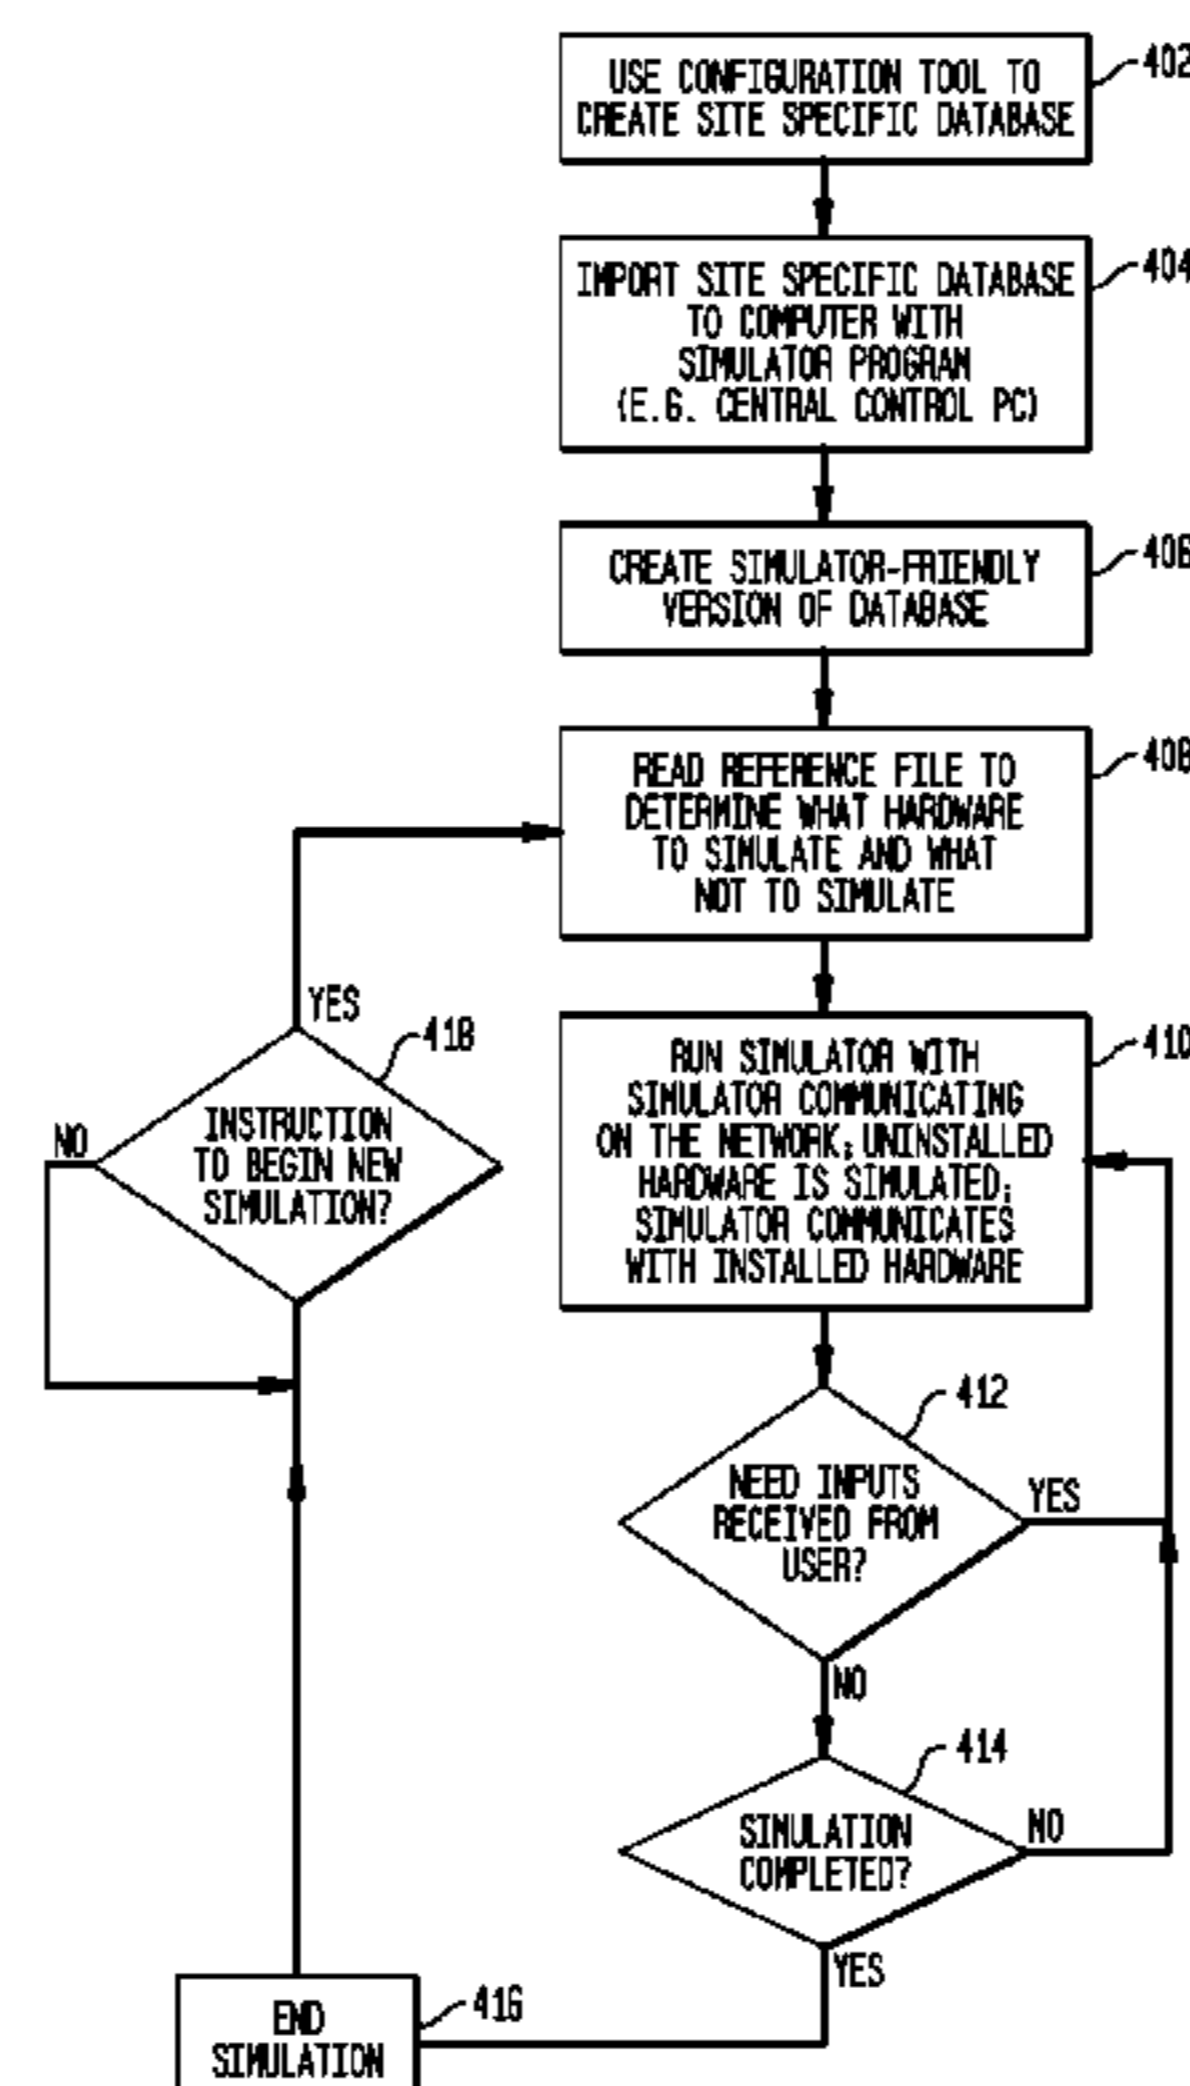 USE CONFIGURATION TOOL TO
CREATE SITE SPECIFIC DATABASE
402
IMPORT SITE SPECIFIC DATABASE
TO COMPUTER WITH
SIMULATOR PROGRAM
(E.G. CENTRAL CONTROL PC)
404
CREATE SIMULATOR-FRIENDLY
VERSION OF DATABASE
406
READ REFERENCE FILE TO
DETERMINE WHAT HARDWARE
TO SIMULATE AND WHAT
NOT TO SIMULATE
408
RUN SIMULATOR WITH
SIMULATOR COMMUNICATING
ON THE NETWORK; UNINSTALLED
HARDWARE IS SIMULATED;
SIMULATOR COMMUNICATES
WITH INSTALLED HARDWARE
410
YES
418
NO
INSTRUCTION
TO BEGIN NEW
SIMULATION?
412
NEED INPUTS
RECEIVED FROM
USER?
YES
NO
414
SIMULATION
COMPLETED?
NO
YES
END
SIMULATION
416